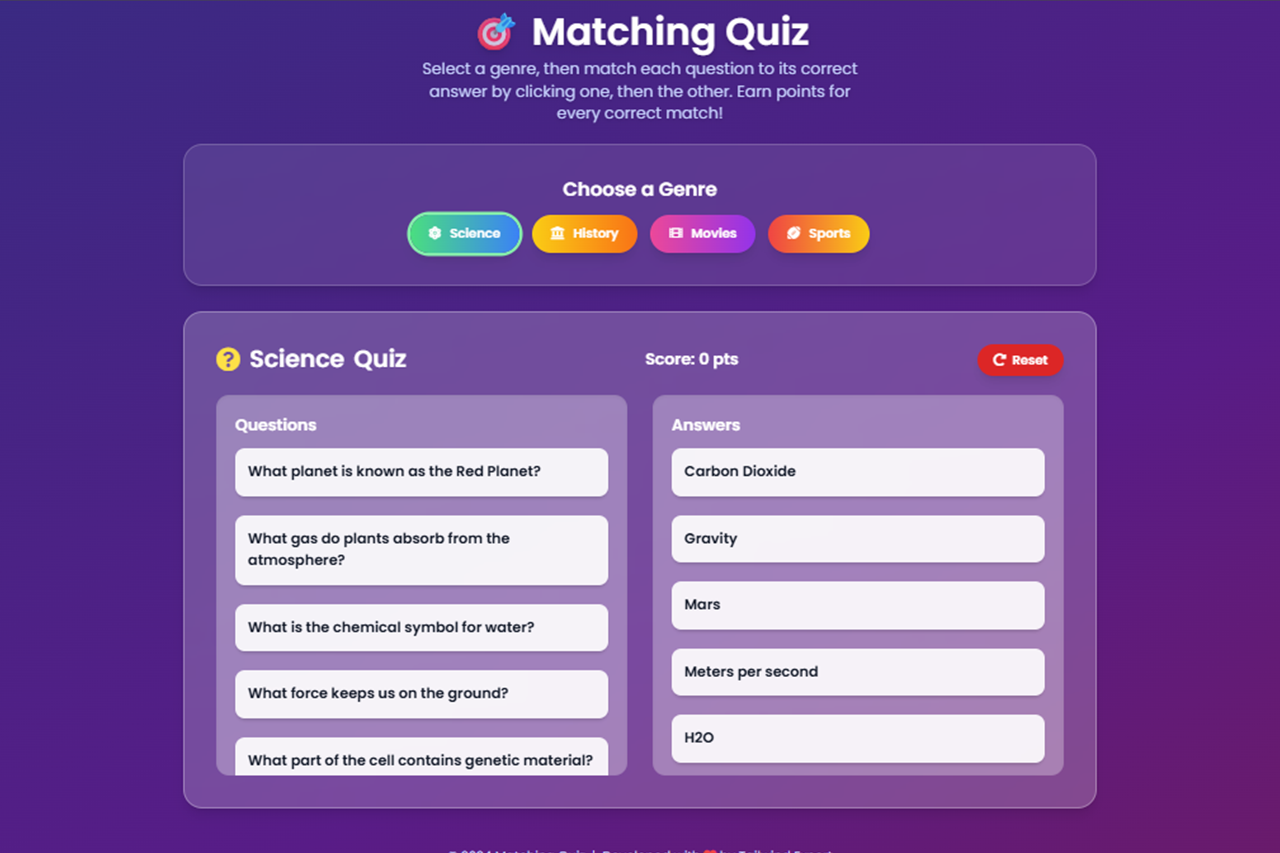 Matching Quiz
Select a genre, then match each question to its correct
answer by clicking one, then the other. Earn points for
every correct match!
Choose a Genre
Science
History
Movies
Sports
? Science Quiz
Score: 0 pts
Reset
Questions
What planet is known as the Red Planet?
What gas do plants absorb from the
atmosphere?
What is the chemical symbol for water?
What force keeps us on the ground?
What part of the cell contains genetic material?
Answers
Carbon Dioxide
Gravity
Mars
Meters per second
H2O